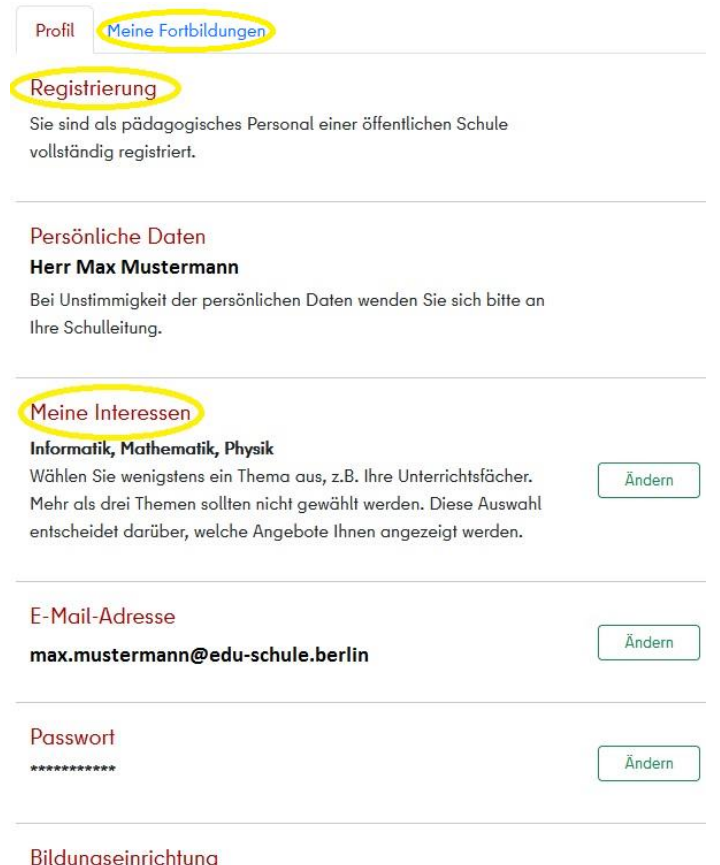 Profil Meine Fortbildungen
Registrierung
Sie sind als pädagogisches Personal einer öffentlichen Schule
vollständig registriert.
Persönliche Daten
Herr Max Mustermann
Bei Unstimmigkeit der persönlichen Daten wenden Sie sich bitte an
Ihre Schulleitung.
Meine Interessen
Informatik, Mathematik, Physik
Wählen Sie wenigstens ein Thema aus, z.B. Ihre Unterrichtsfächer.
Mehr als drei Themen sollten nicht gewählt werden. Diese Auswahl
entscheidet darüber, welche Angebote Ihnen angezeigt werden.
Ändern
E-Mail-Adresse
max.mustermann@edu-schule.berlin
Ändern
Passwort
***********
Ändern
Bildungseinrichtung